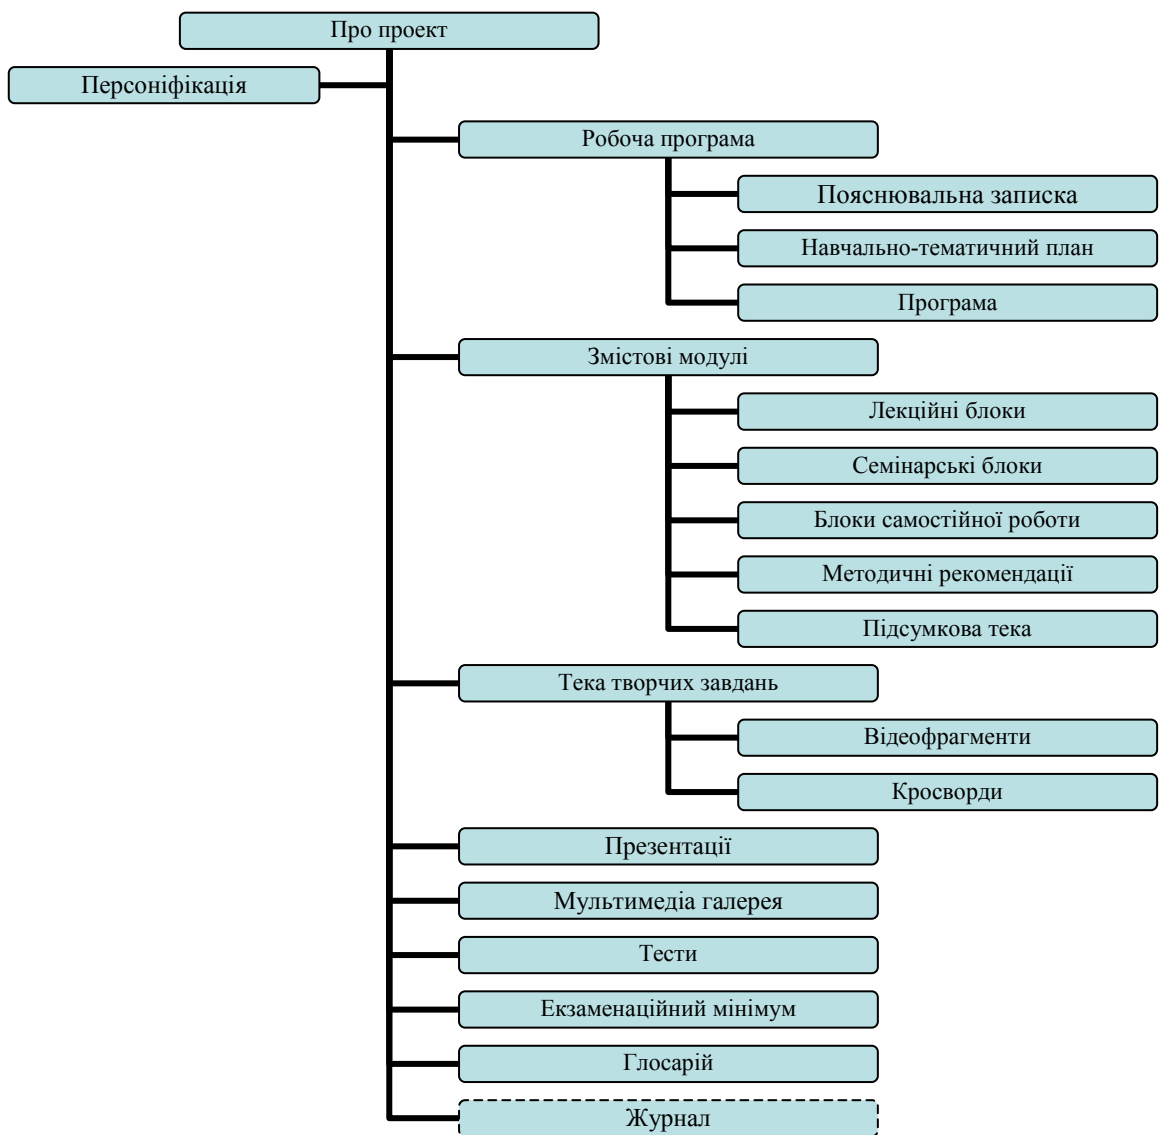 Про проект
Персоніфікація
Робоча програма
Пояснювальна записка
Навчально-тематичний план
Програма
Змістові модулі
Лекційні блоки
Семінарські блоки
Блоки самостійної роботи
Методичні рекомендації
Підсумкова тека
Тека творчих завдань
Відеофрагменти
Кросворди
Презентації
Мультимедіа галерея
Тести
Екзаменаційний мінімум
Глосарій
Журнал